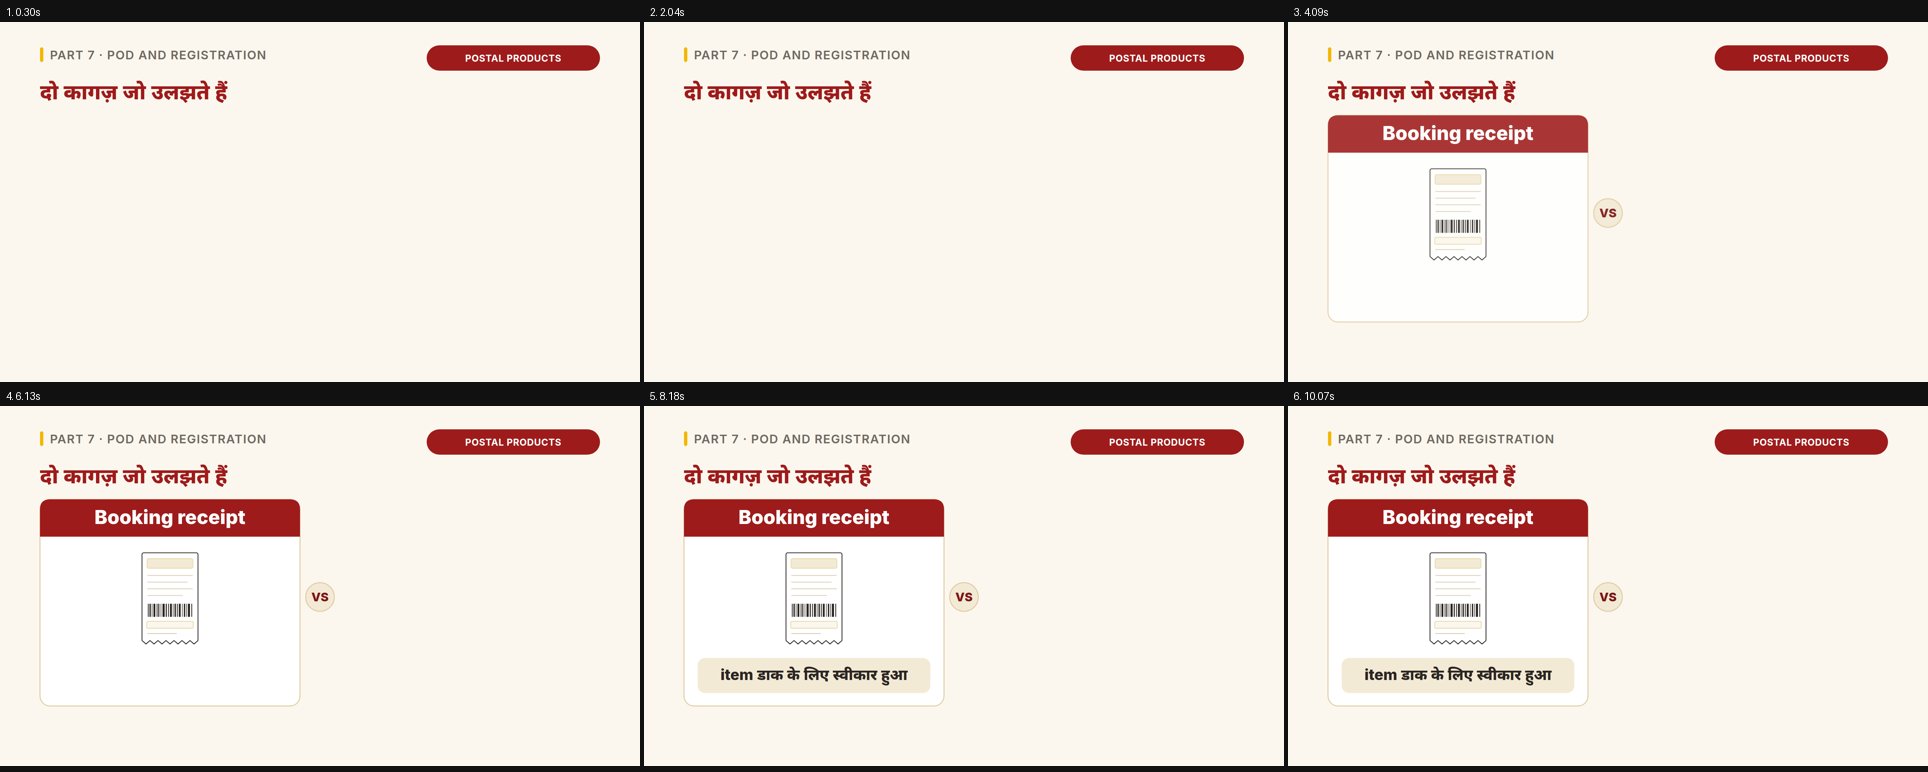 1. 0.30s
PART 7 · POD AND REGISTRATION
POSTAL PRODUCTS
दो कागज़ जो उलझते हैं
2. 2.04s
PART 7 · POD AND REGISTRATION
POSTAL PRODUCTS
दो कागज़ जो उलझते हैं
3. 4.09s
PART 7 · POD AND REGISTRATION
POSTAL PRODUCTS
दो कागज़ जो उलझते हैं
Booking receipt
VS
4. 6.13s
PART 7 · POD AND REGISTRATION
POSTAL PRODUCTS
दो कागज़ जो उलझते हैं
Booking receipt
VS
5. 8.18s
PART 7 · POD AND REGISTRATION
POSTAL PRODUCTS
दो कागज़ जो उलझते हैं
Booking receipt
VS
item डाक के लिए स्वीकार हुआ
6. 10.07s
PART 7 · POD AND REGISTRATION
POSTAL PRODUCTS
दो कागज़ जो उलझते हैं
Booking receipt
VS
item डाक के लिए स्वीकार हुआ